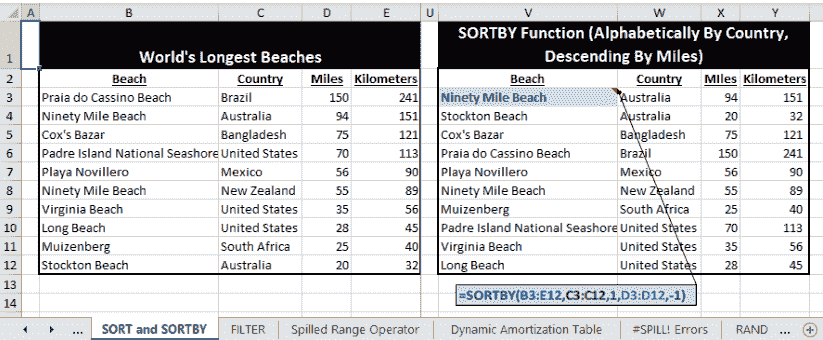 A B C D E U V W X Y
1 World's Longest Beaches SORTBY Function (Alphabetically By Country,
Descending By Miles)
2 Beach Country Miles Kilometers Beach Country MIles Kilometers
3 Praia do Cassino Beach Brazil 150 241 Ninety Mile Beach Australia 94 151
4 Ninety Mile Beach Australia 94 151 Stockton Beach Australia 20 32
5 Cox's Bazar Bangladesh 75 121 Cox's Bazar Bangladesh 75 121
6 Padre Island National Seashore United States 70 113 Praia do Cassino Beach Brazil 150 241
7 Playa Novillero Mexico 56 90 Playa Novillero Mexico 56 90
8 Ninety Mile Beach New Zealand 55 89 Ninety Mile Beach New Zealand 55 89
9 Virginia Beach United States 35 56 Muizenberg South Africa 25 40
10 Long Beach United States 28 45 Padre Island National Seashore United States 70 113
11 Muizenberg South Africa 25 40 Virginia Beach United States 35 56
12 Stockton Beach Australia 20 32 Long Beach United States 28 45
13
=SORTBY(B3:E12,C3:C12,1,D3:D12,-1)
14
... SORT and SORTBY FILTER Spilled Range Operator Dynamic Amortization Table #SPILL! Errors RAND ...